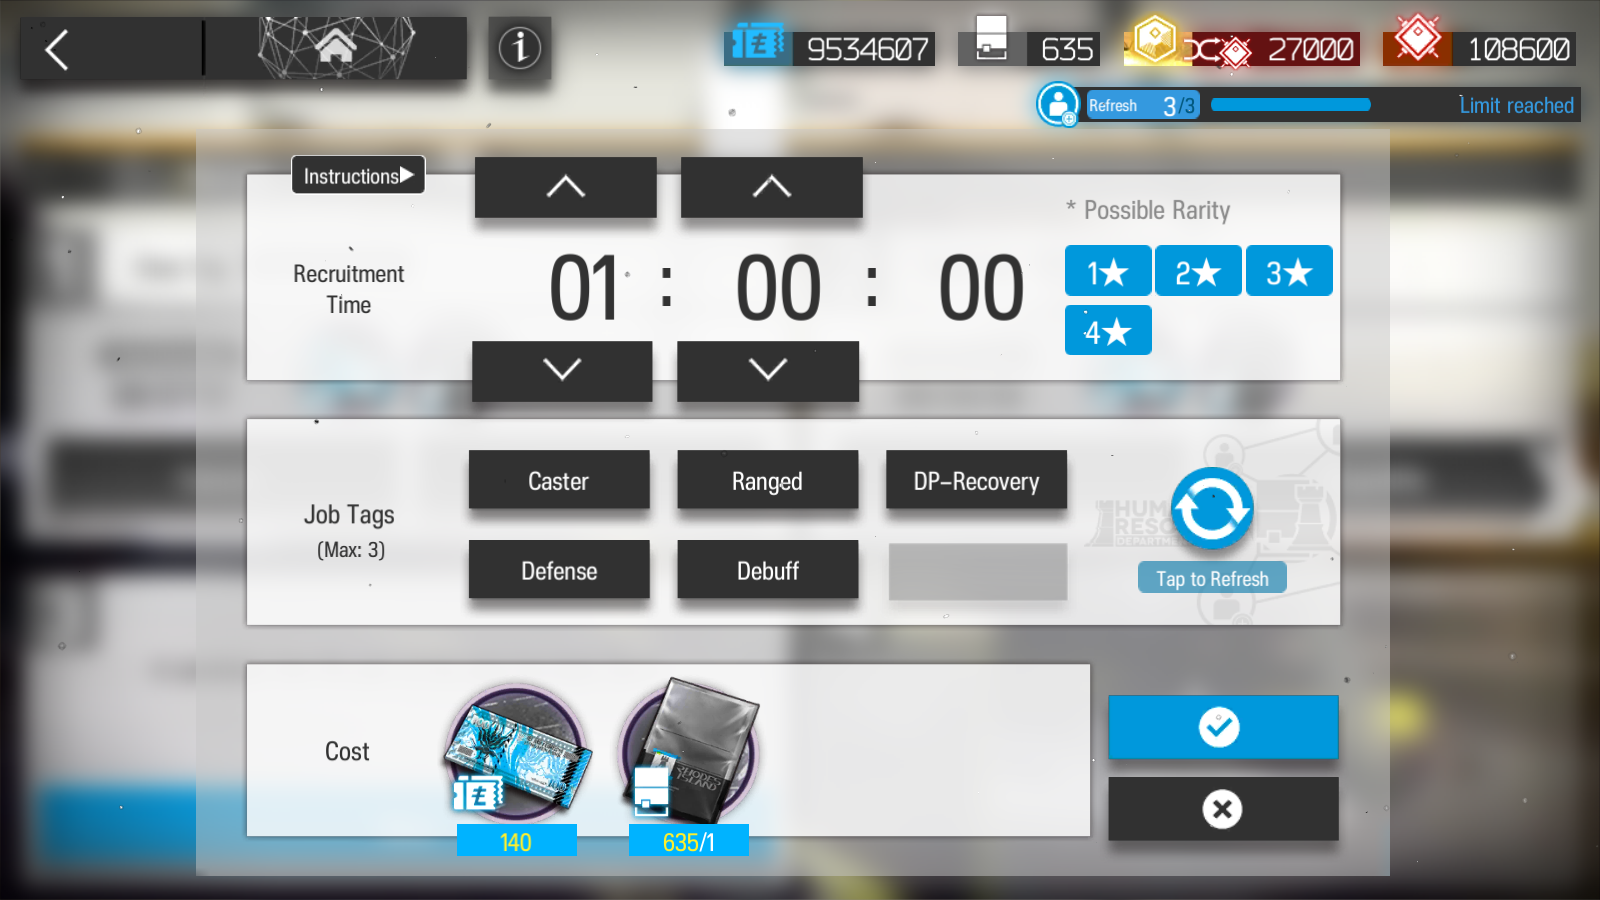 9534607
635
27000
108600
Refresh 3/3
Limit reached
Instructions
* Possible Rarity
Recruitment
Time
01 : 00 : 00
1★ 2★ 3★
4★
Job Tags
(Max: 3)
Caster
Ranged
DP-Recovery
Defense
Debuff
Tap to Refresh
Cost
RHODES
ISLAND
140
635/1